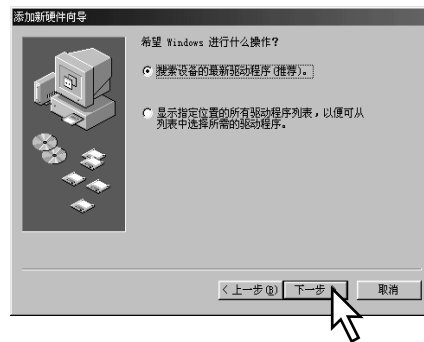 添加新硬件向导
希望 Windows 进行什么操作?
搜索设备的最新驱动程序(推荐)。
显示指定位置的所有驱动程序列表，以便可从
列表中选择所需的驱动程序。
< 上一步(B)
下一步
取消